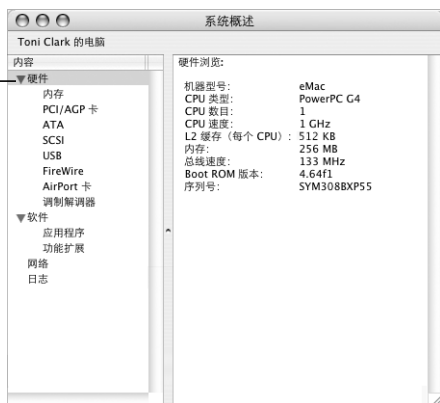 系统概述
Toni Clark 的电脑
内容
硬件
内存
PCI/AGP 卡
ATA
SCSI
USB
FireWire
AirPort 卡
调制解调器
软件
应用程序
功能扩展
网络
日志
硬件浏览:
机器型号: eMac
CPU 类型: PowerPC G4
CPU 数目: 1
CPU 速度: 1 GHz
L2 缓存（每个 CPU）: 512 KB
内存: 256 MB
总线速度: 133 MHz
Boot ROM 版本: 4.64f1
序列号: SYM308BXP55